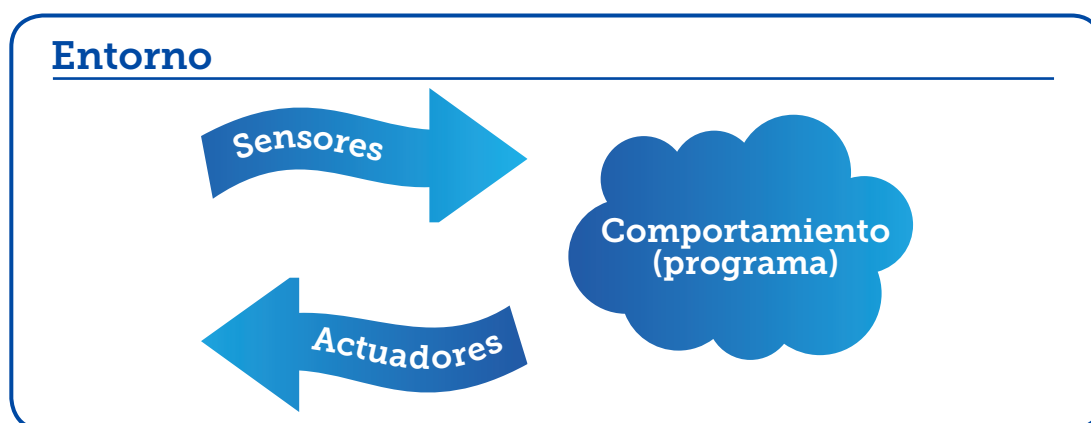 Entorno
Sensores
Comportamiento
(programa)
Actuadores